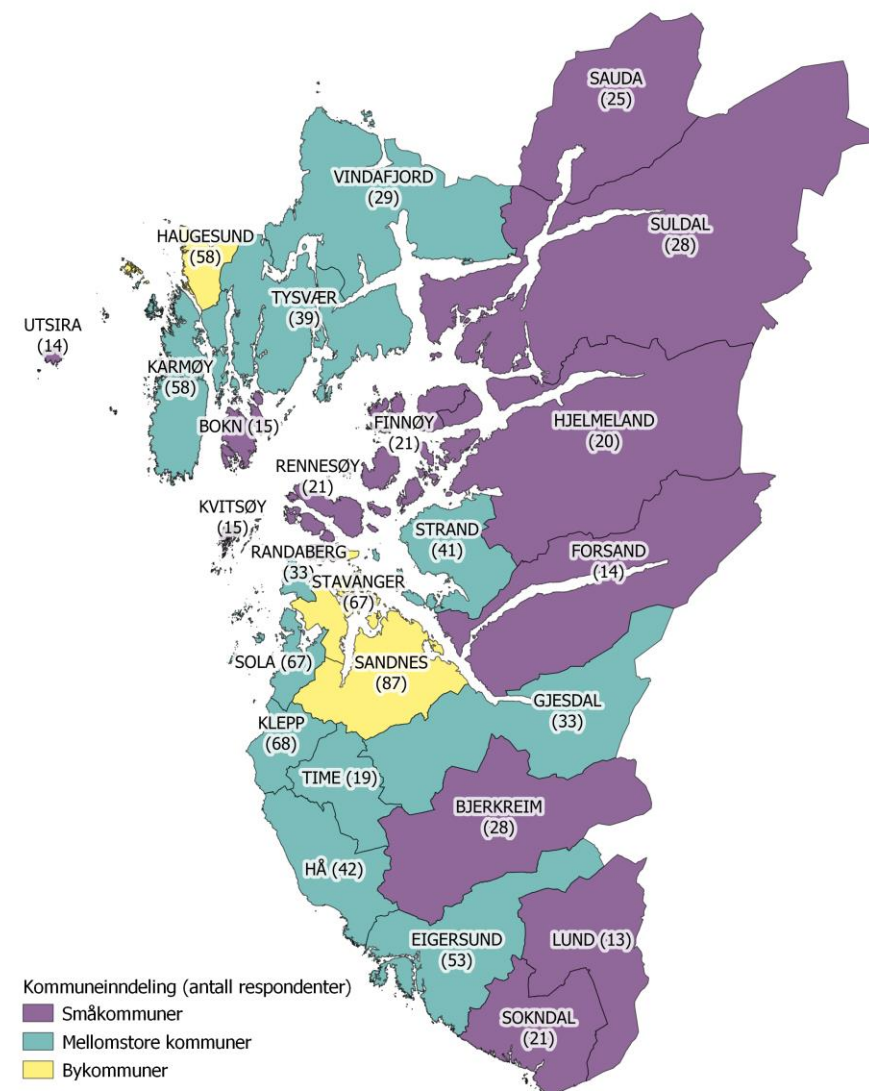 SAUDA
(25)
VINDAFJORD
(29)
SULDAL
(28)
HAUGESUND
(58)
TYSVÆR
(39)
UTSIRA
(14)
KARMØY
(58)
BOKN (15)
FINNØY
(21)
HJELMELAND
(20)
RENNESØY
(21)
KVITSØY
(15)
STRAND
(41)
RANDABERG
(33)
FORSAND
(14)
STAVANGER
(67)
SOLA (67)
SANDNES
(87)
GJESDAL
(33)
KLEPP
(68)
TIME (19)
BJERKREIM
(28)
HÅ (42)
EIGERSUND
(53)
LUND (13)
SOKNDAL
(21)
Kommuneinndeling (antall respondenter)
Småkommuner
Mellomstore kommuner
Bykommuner